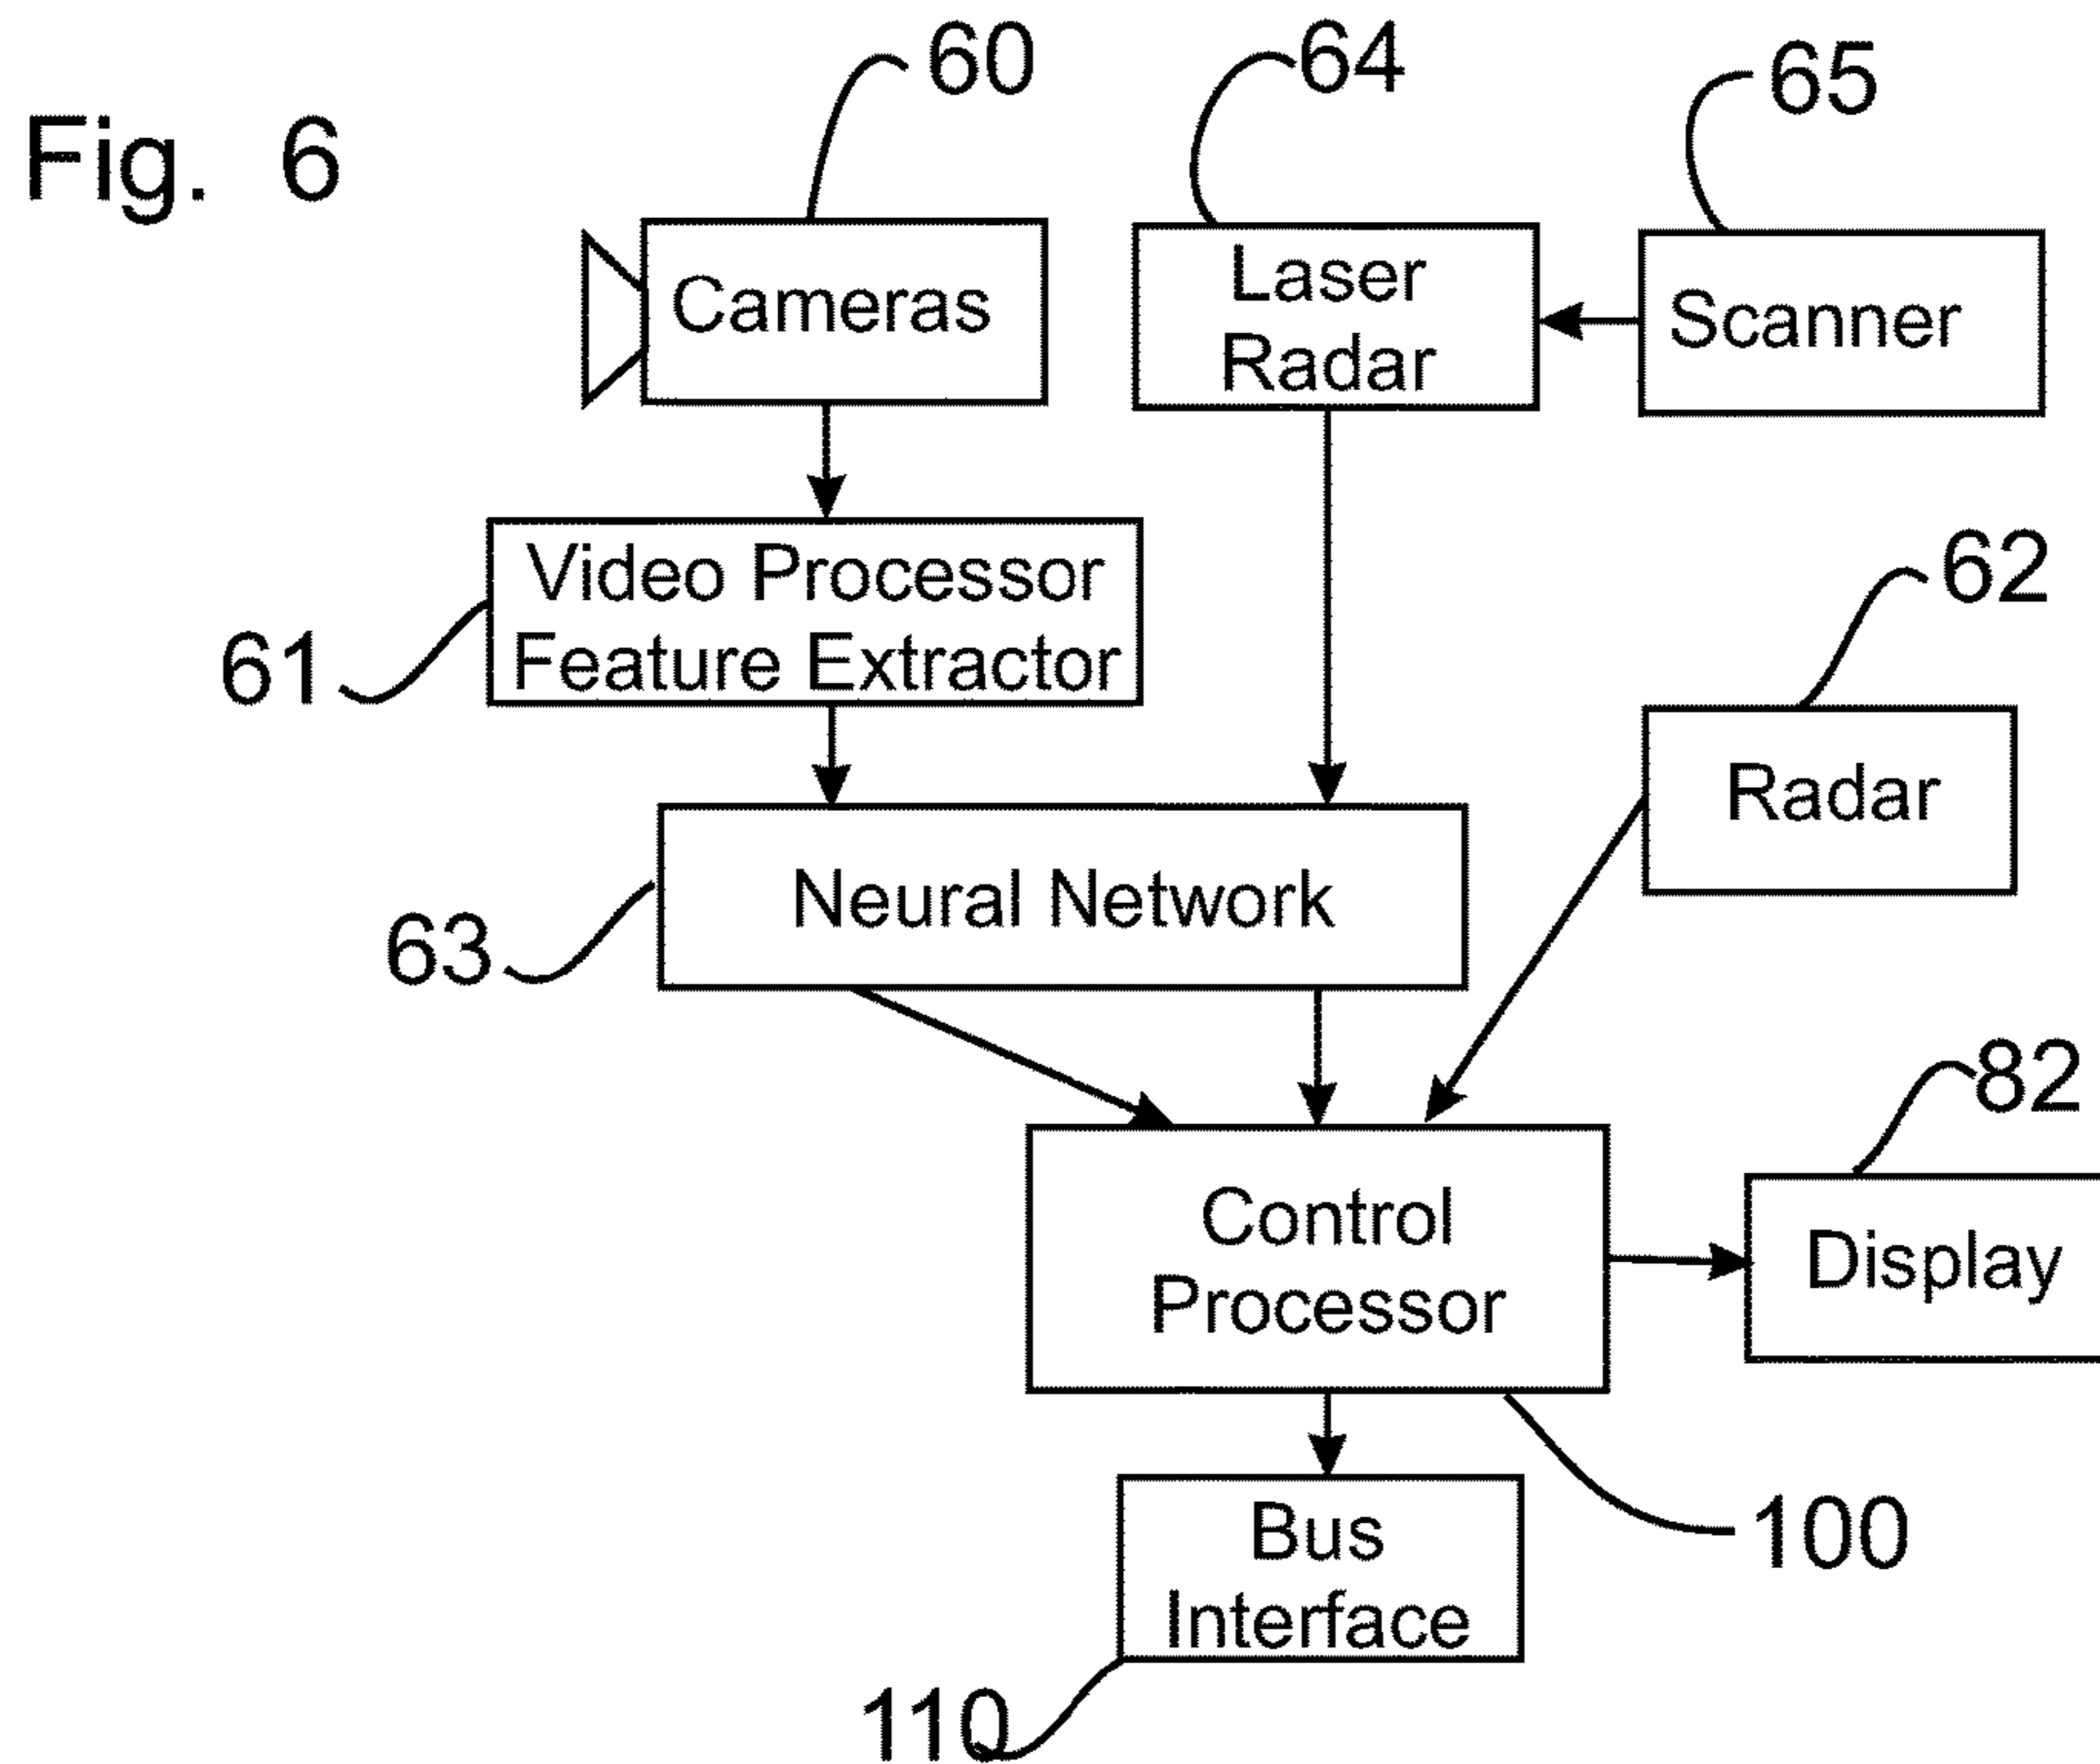 Fig. 6
60
64
65
Cameras
Laser
Radar
Scanner
Video Processor
Feature Extractor
61
62
Radar
Neural Network
63
82
Control
Processor
Display
Bus
Interface
100
110